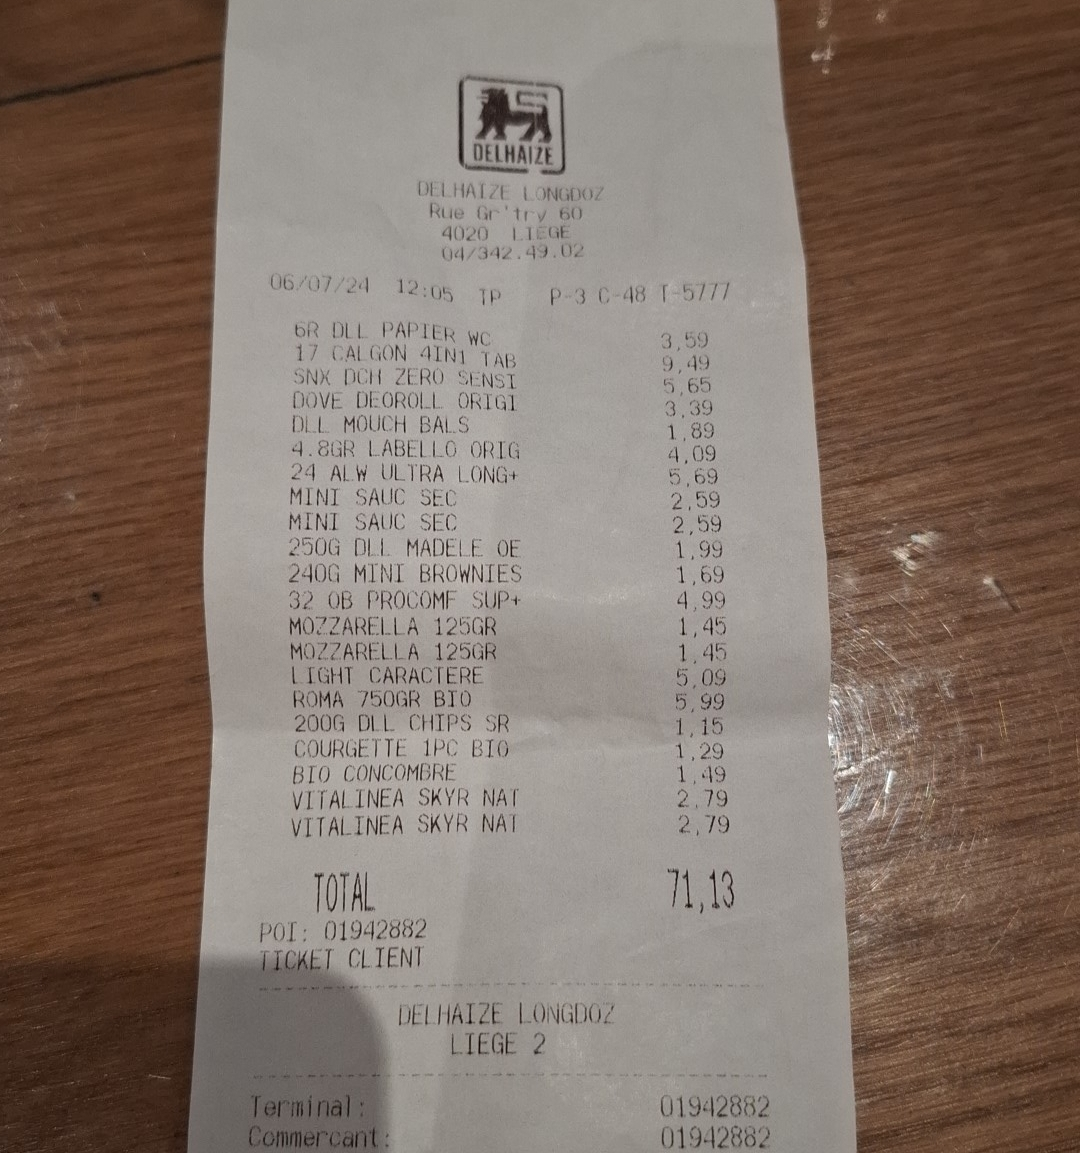 DELHAIZE
DELHAIZE LONGDOZ
Rue Gr'try 60
4020 LIEGE
04/342.49.02
06/07/24 12:05 TP P-3 C-48 T-5777
6R DLL PAPIER WC 3,59
17 CALGON 4IN1 TAB 9,49
SNX DCH ZERO SENSI 5,65
DOVE DEOROLL ORIGI 3,39
DLL MOUCH BALS 1,89
4.8GR LABELLO ORIG 4,09
24 ALW ULTRA LONG+ 5,69
MINI SAUC SEC 2,59
MINI SAUC SEC 2,59
250G DLL MADELE OE 1,99
240G MINI BROWNIES 1,69
32 OB PROCOMF SUP+ 4,99
MOZZARELLA 125GR 1,45
MOZZARELLA 125GR 1,45
LIGHT CARACTERE 5,09
ROMA 750GR BIO 5,99
200G DLL CHIPS SR 1,15
COURGETTE 1PC BIO 1,29
BIO CONCOMBRE 1,49
VITALINEA SKYR NAT 2,79
VITALINEA SKYR NAT 2,79
TOTAL 71,13
POI: 01942882
TICKET CLIENT
DELHAIZE LONGDOZ
LIEGE 2
Terminal: 01942882
Commercant: 01942882